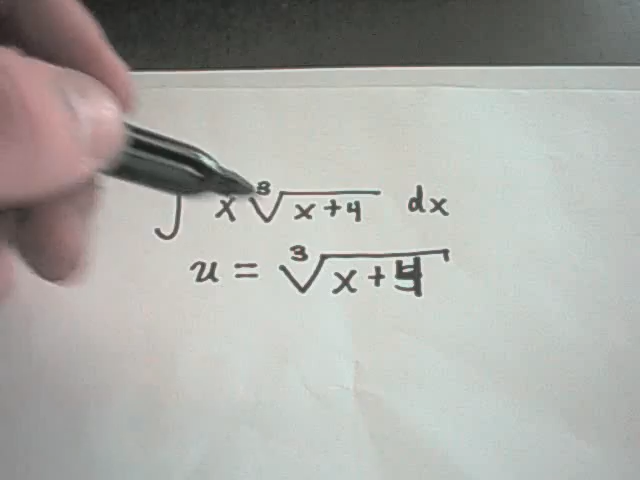 ∫ x ∛(x+4) dx
u = ∛(x+4)